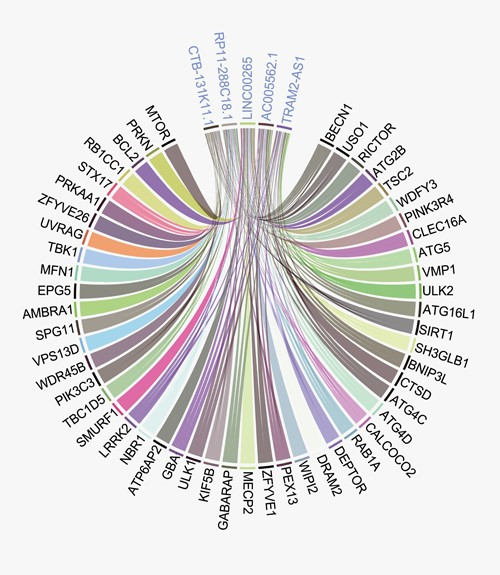 CTB-131K11.1
RP11-288C18.1
LINC00265
AC005562.1
TRAM2-AS1
BECN1
USO1
RICTOR
ATG2B
TSC2
WDFY3
PINK3R4
CLEC16A
ATG5
VMP1
ULK2
ATG16L1
SIRT1
SH3GLB1
BNIP3L
CTSD
ATG4C
ATG4D
CALCOCO2
RAB1A
DEPTOR
DRAM2
WIPI2
PEX13
ZFYVE1
MECP2
GABARAP
KIF5B
ULK1
GBA
ATP6AP2
NBR1
LRRK2
SMURF1
TBC1D5
PIK3C3
WDR45B
VPS13D
SPG11
AMBRA1
EPG5
MFN1
TBK1
UVRAG
ZFYVE26
PRKAA1
STX17
RB1CC1
BCL2
PRKN
MTOR